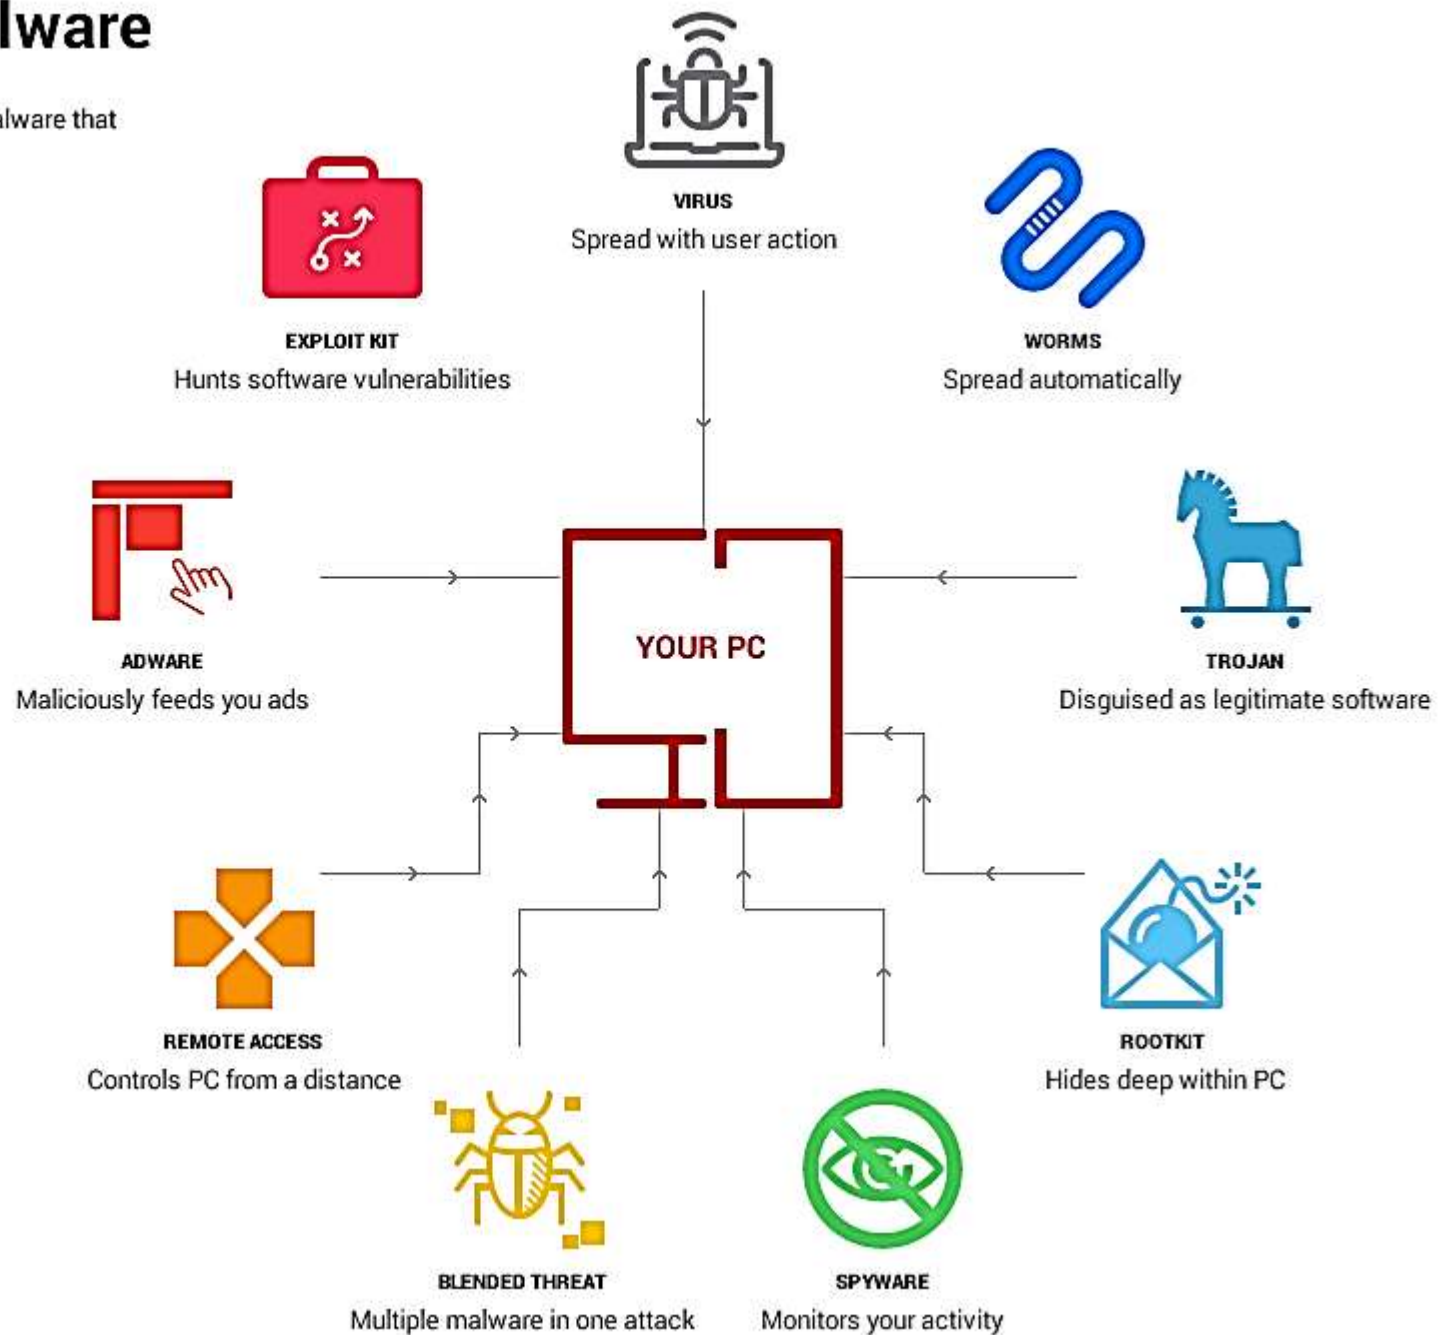 lware
alware that
VIRUS
Spread with user action
EXPLOIT KIT
Hunts software vulnerabilities
WORMS
Spread automatically
ADWARE
Maliciously feeds you ads
YOUR PC
TROJAN
Disguised as legitimate software
REMOTE ACCESS
Controls PC from a distance
ROOTKIT
Hides deep within PC
BLENDED THREAT
Multiple malware in one attack
SPYWARE
Monitors your activity